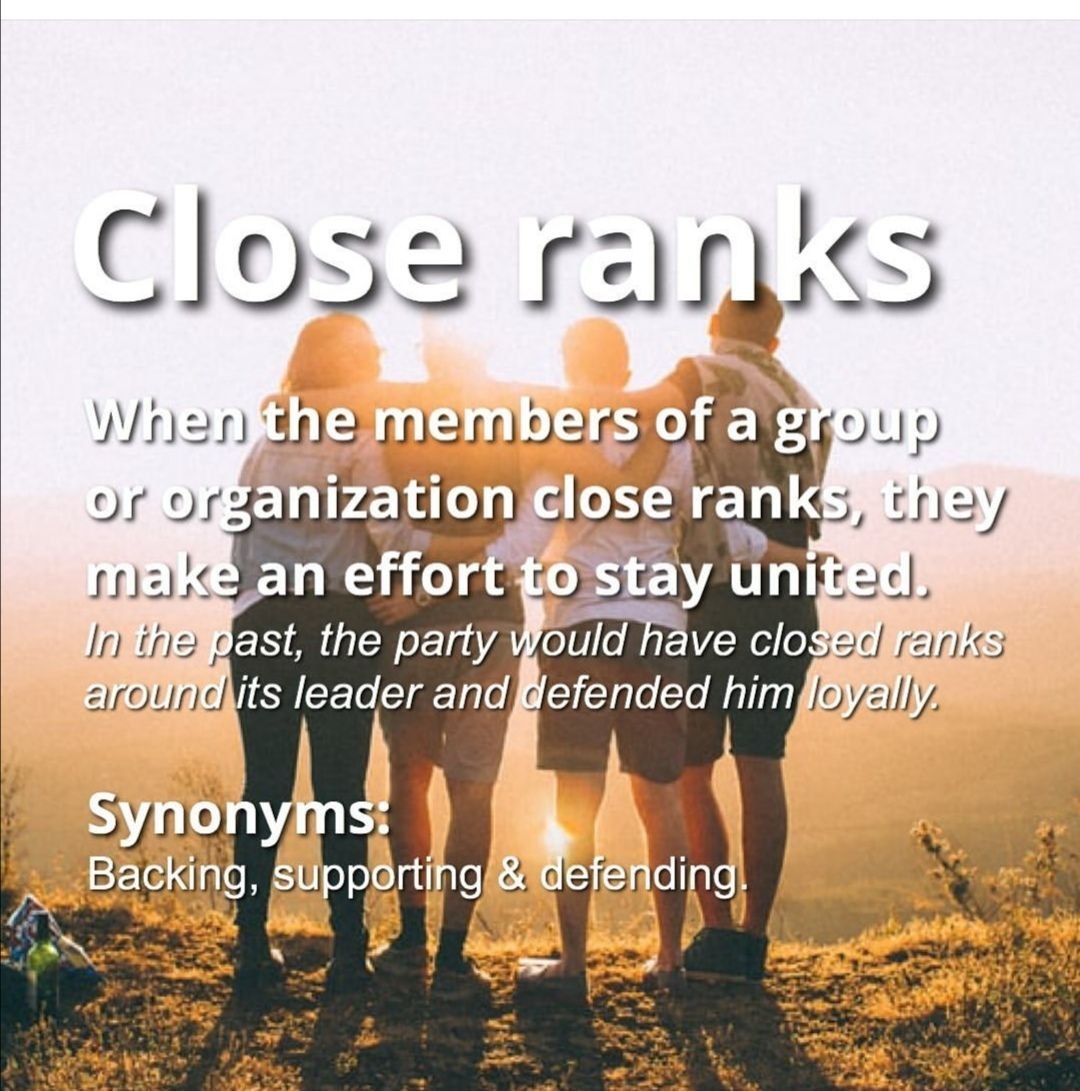 Close ranks
When the members of a group
or organization close ranks, they
make an effort to stay united.
In the past, the party would have closed ranks
around its leader and defended him loyally.
Synonyms:
Backing, supporting & defending.